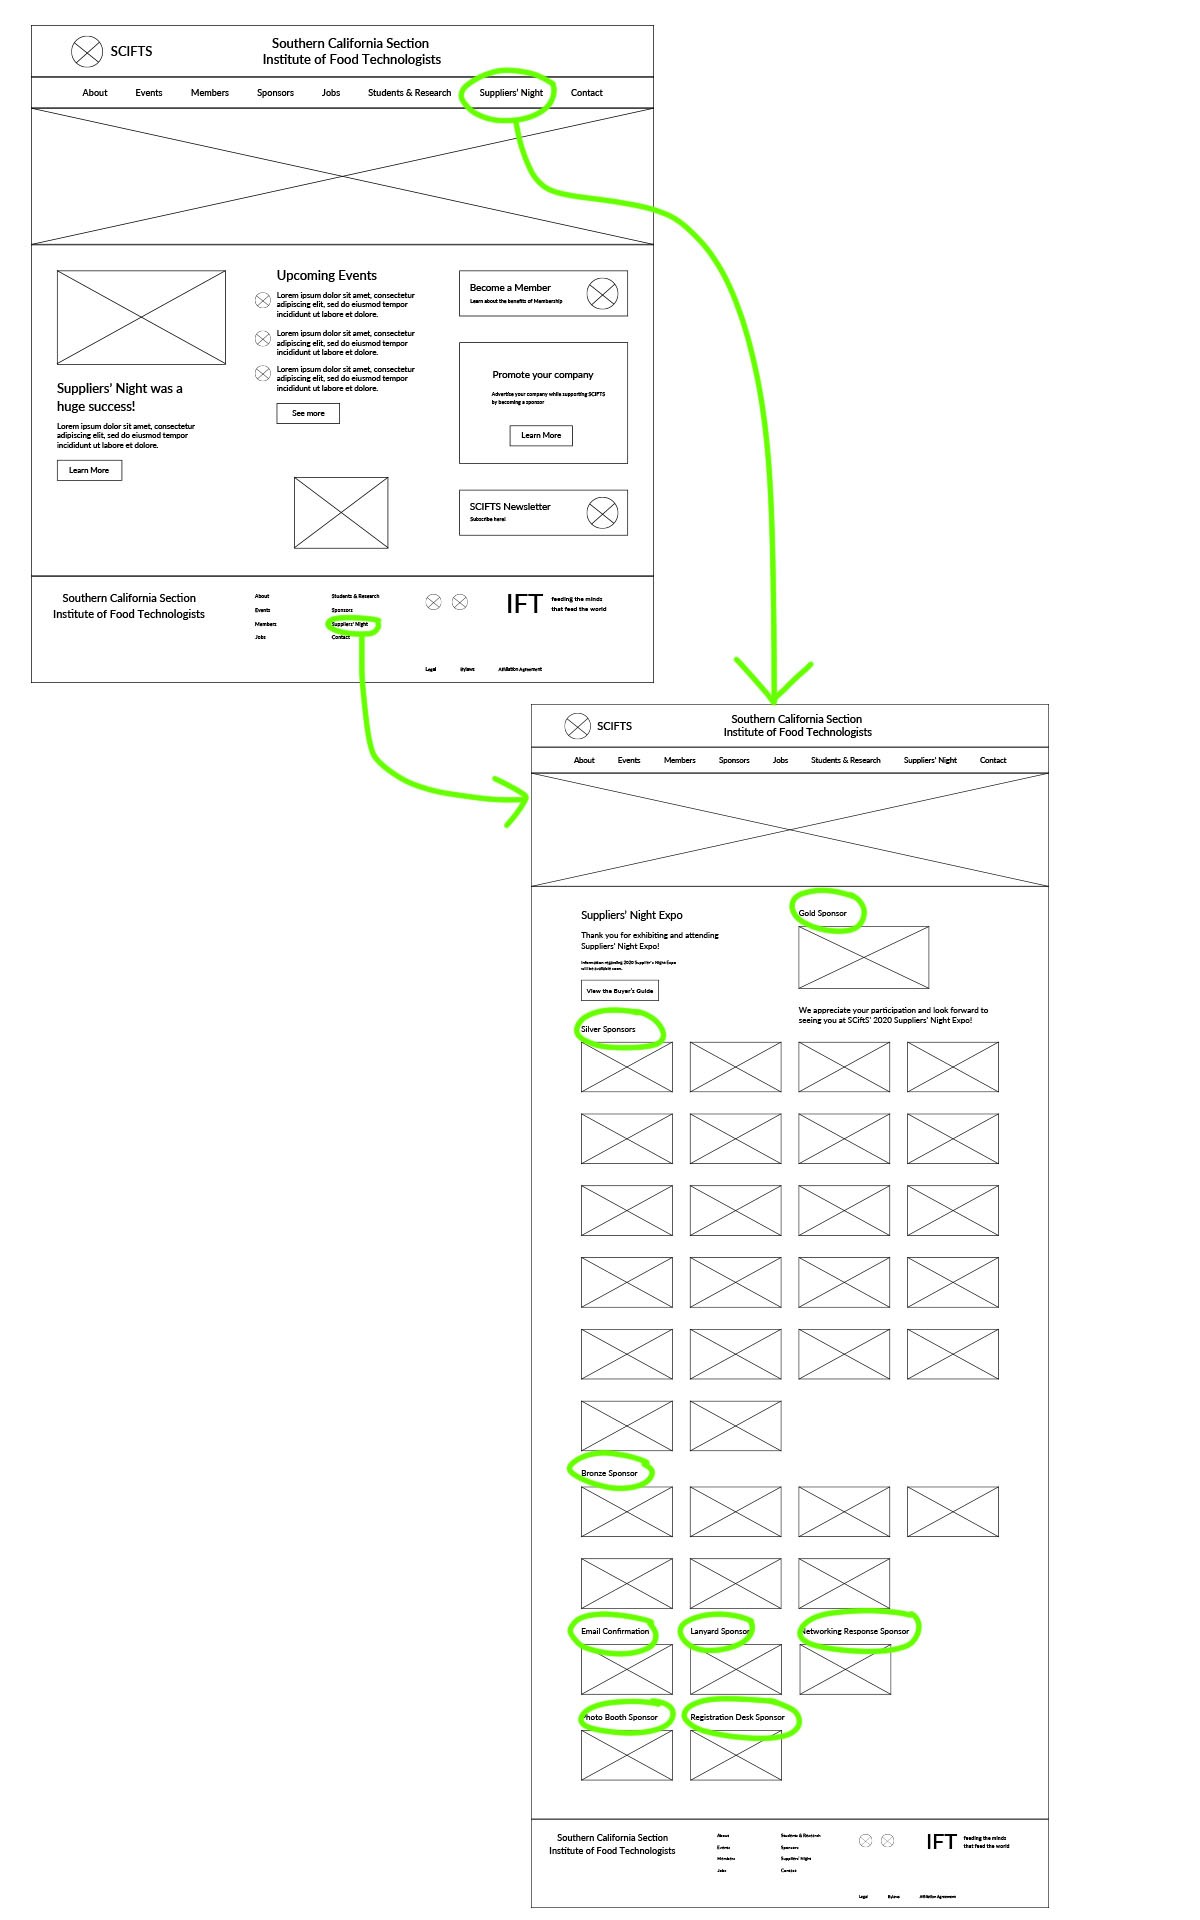 SCIFTS
Southern California Section
Institute of Food Technologists
About Events Members Sponsors Jobs Students & Research Suppliers' Night Contact
Suppliers' Night was a
huge success!
Lorem ipsum dolor sit amet, consectetur
adipiscing elit, sed do eiusmod tempor
incididunt ut labore et dolore.
Learn More
Upcoming Events
Lorem ipsum dolor sit amet, consectetur
adipiscing elit, sed do eiusmod tempor
incididunt ut labore et dolore.
Lorem ipsum dolor sit amet, consectetur
adipiscing elit, sed do eiusmod tempor
incididunt ut labore et dolore.
Lorem ipsum dolor sit amet, consectetur
adipiscing elit, sed do eiusmod tempor
incididunt ut labore et dolore.
See more
Become a Member
Learn about the benefits of Membership
Promote your company
Advertise your company while supporting SCIFTS
by becoming a sponsor
Learn More
SCIFTS Newsletter
Subscribe here!
Southern California Section
Institute of Food Technologists
About
Events
Members
Jobs
Students & Research
Sponsors
Suppliers' Night
Contact
IFT
feeding the minds
that feed the world
Legal Bylaws Affiliation Agreement
SCIFTS
Southern California Section
Institute of Food Technologists
About Events Members Sponsors Jobs Students & Research Suppliers' Night Contact
Suppliers' Night Expo
Thank you for exhibiting and attending
Suppliers' Night Expo!
Information regarding 2020 Supplier's Night Expo
will be available soon.
View the Buyer's Guide
Gold Sponsor
We appreciate your participation and look forward to
seeing you at SCiftS' 2020 Suppliers' Night Expo!
Silver Sponsors
Bronze Sponsor
Email Confirmation
Lanyard Sponsor
Networking Response Sponsor
Photo Booth Sponsor
Registration Desk Sponsor
Southern California Section
Institute of Food Technologists
About
Events
Members
Jobs
Students & Research
Sponsors
Suppliers' Night
Contact
IFT
feeding the minds
that feed the world
Legal Bylaws Affiliation Agreement